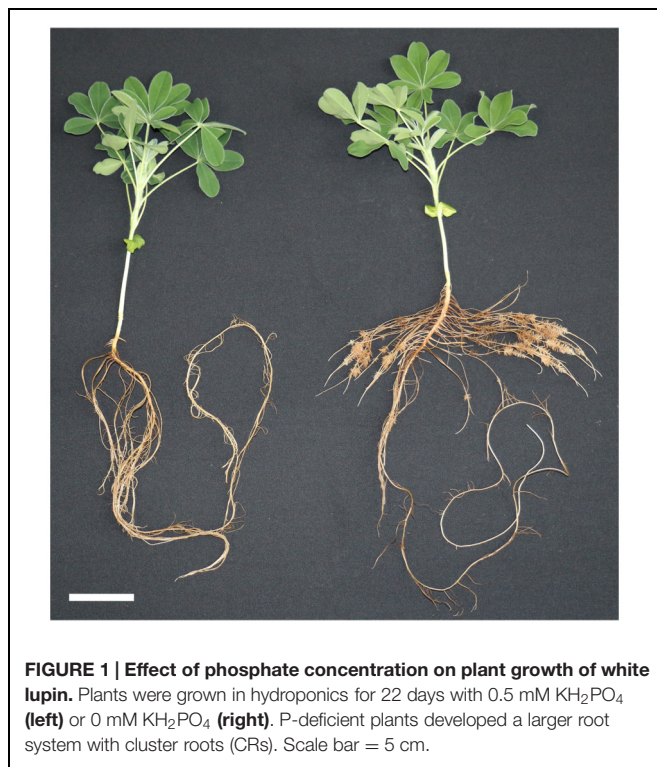 FIGURE 1 | Effect of phosphate concentration on plant growth of white
lupin. Plants were grown in hydroponics for 22 days with 0.5 mM KH₂PO₄
(left) or 0 mM KH₂PO₄ (right). P-deficient plants developed a larger root
system with cluster roots (CRs). Scale bar = 5 cm.